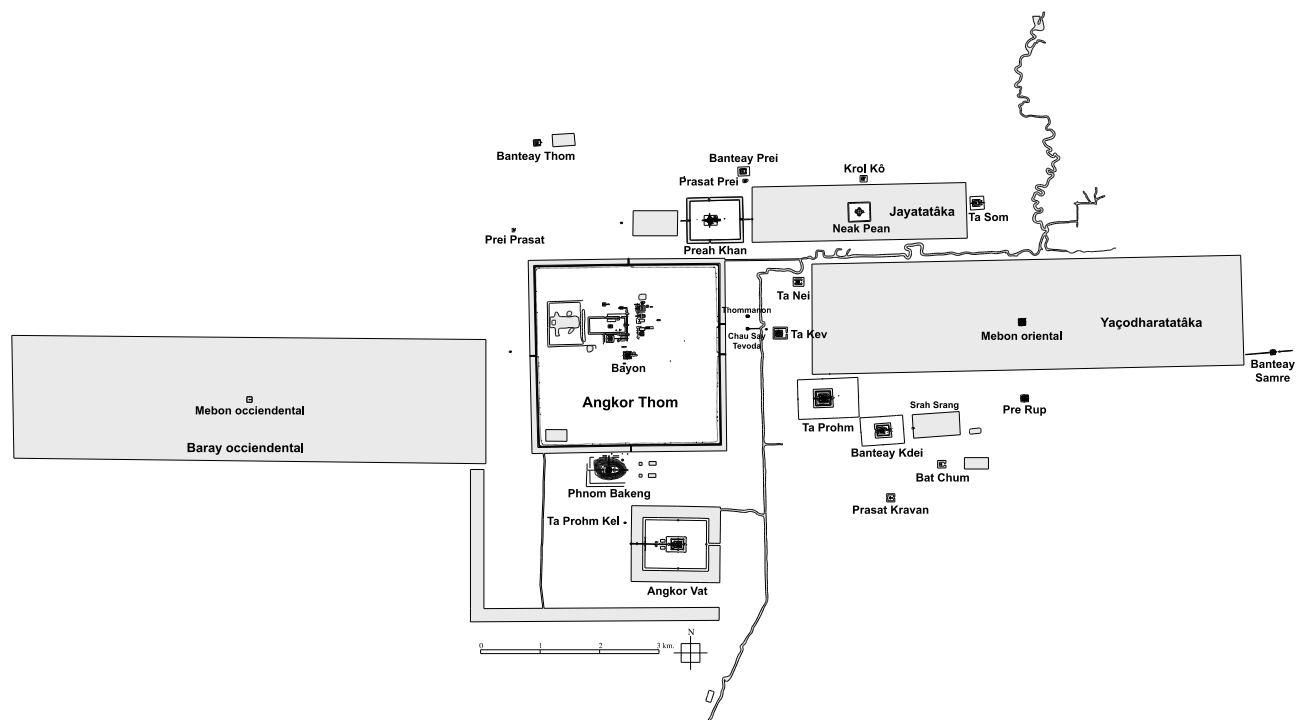 Banteay Thom
Banteay Prei
Prasat Prei
Krol Kô
Jayatatâka
Neak Pean
Ta Som
Prei Prasat
Preah Khan
Ta Nei
Thommanon
Chau Say
Tevoda
Ta Kev
Yaçodharatatâka
Mebon oriental
Banteay
Samre
Bayon
Angkor Thom
Mebon occiendental
Baray occiendental
Ta Prohm
Srah Srang
Pre Rup
Banteay Kdei
Bat Chum
Phnom Bakeng
Prasat Kravan
Ta Prohm Kel
Angkor Vat
N
0 1 2 3 km.